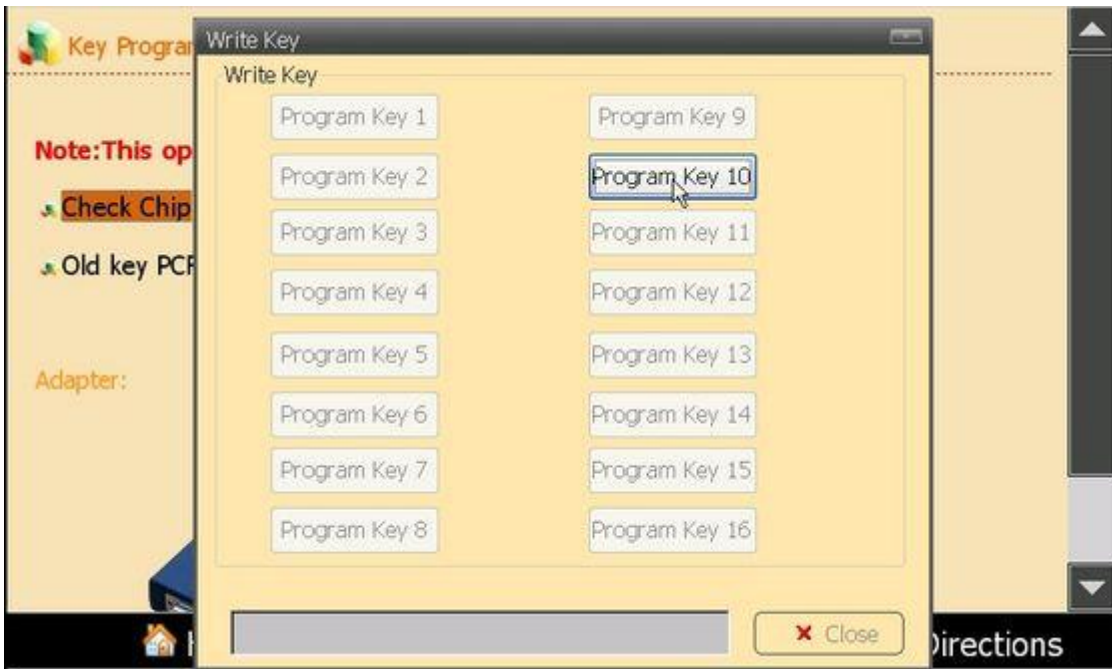 Key Progra
Write Key
Write Key
Program Key 1
Program Key 9
Note:This op
Program Key 2
Program Key 10
Check Chip
Program Key 3
Program Key 11
Old key PCF
Program Key 4
Program Key 12
Program Key 5
Program Key 13
Adapter:
Program Key 6
Program Key 14
Program Key 7
Program Key 15
Program Key 8
Program Key 16
Close
Directions